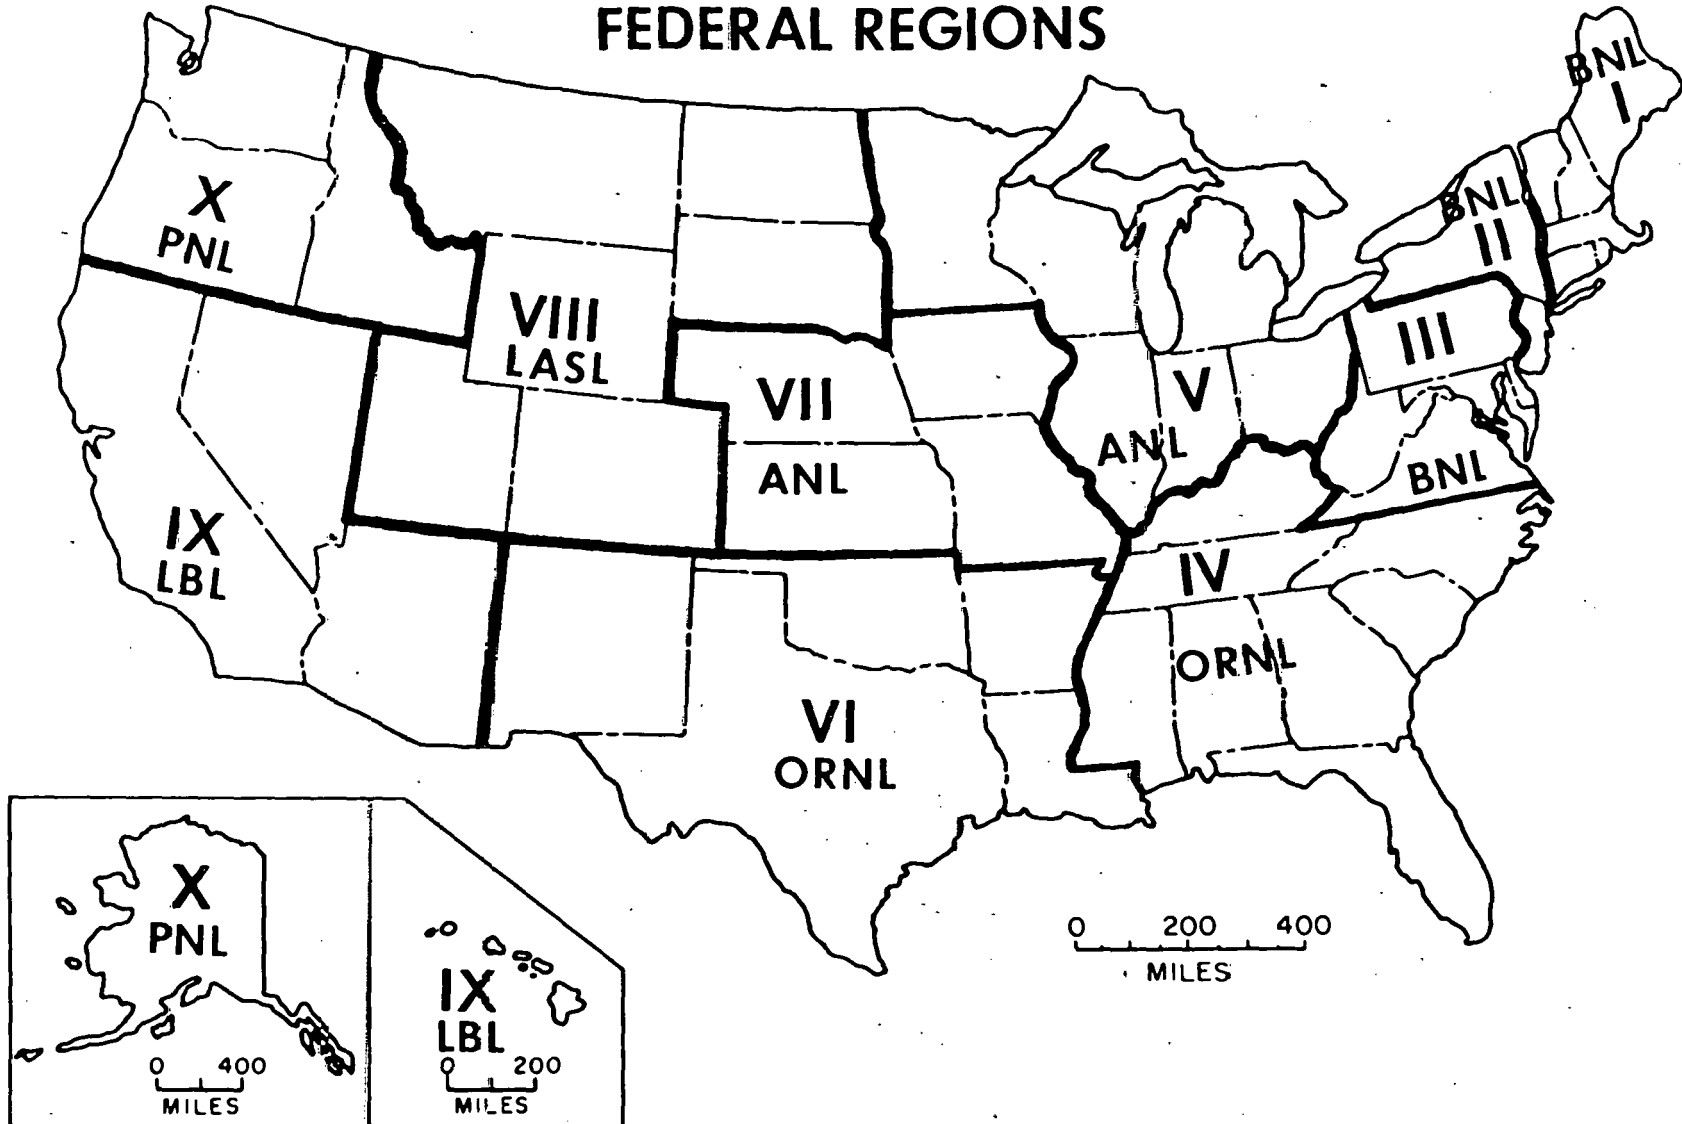 FEDERAL REGIONS
BNL
I
X
PNL
BNL
II
VIII
LASL
III
VII
ANL
V
ANL
BNL
IX
LBL
IV
ORNL
VI
ORNL
0 200 400
MILES
X
PNL
0 400
MILES
IX
LBL
0 200
MILES